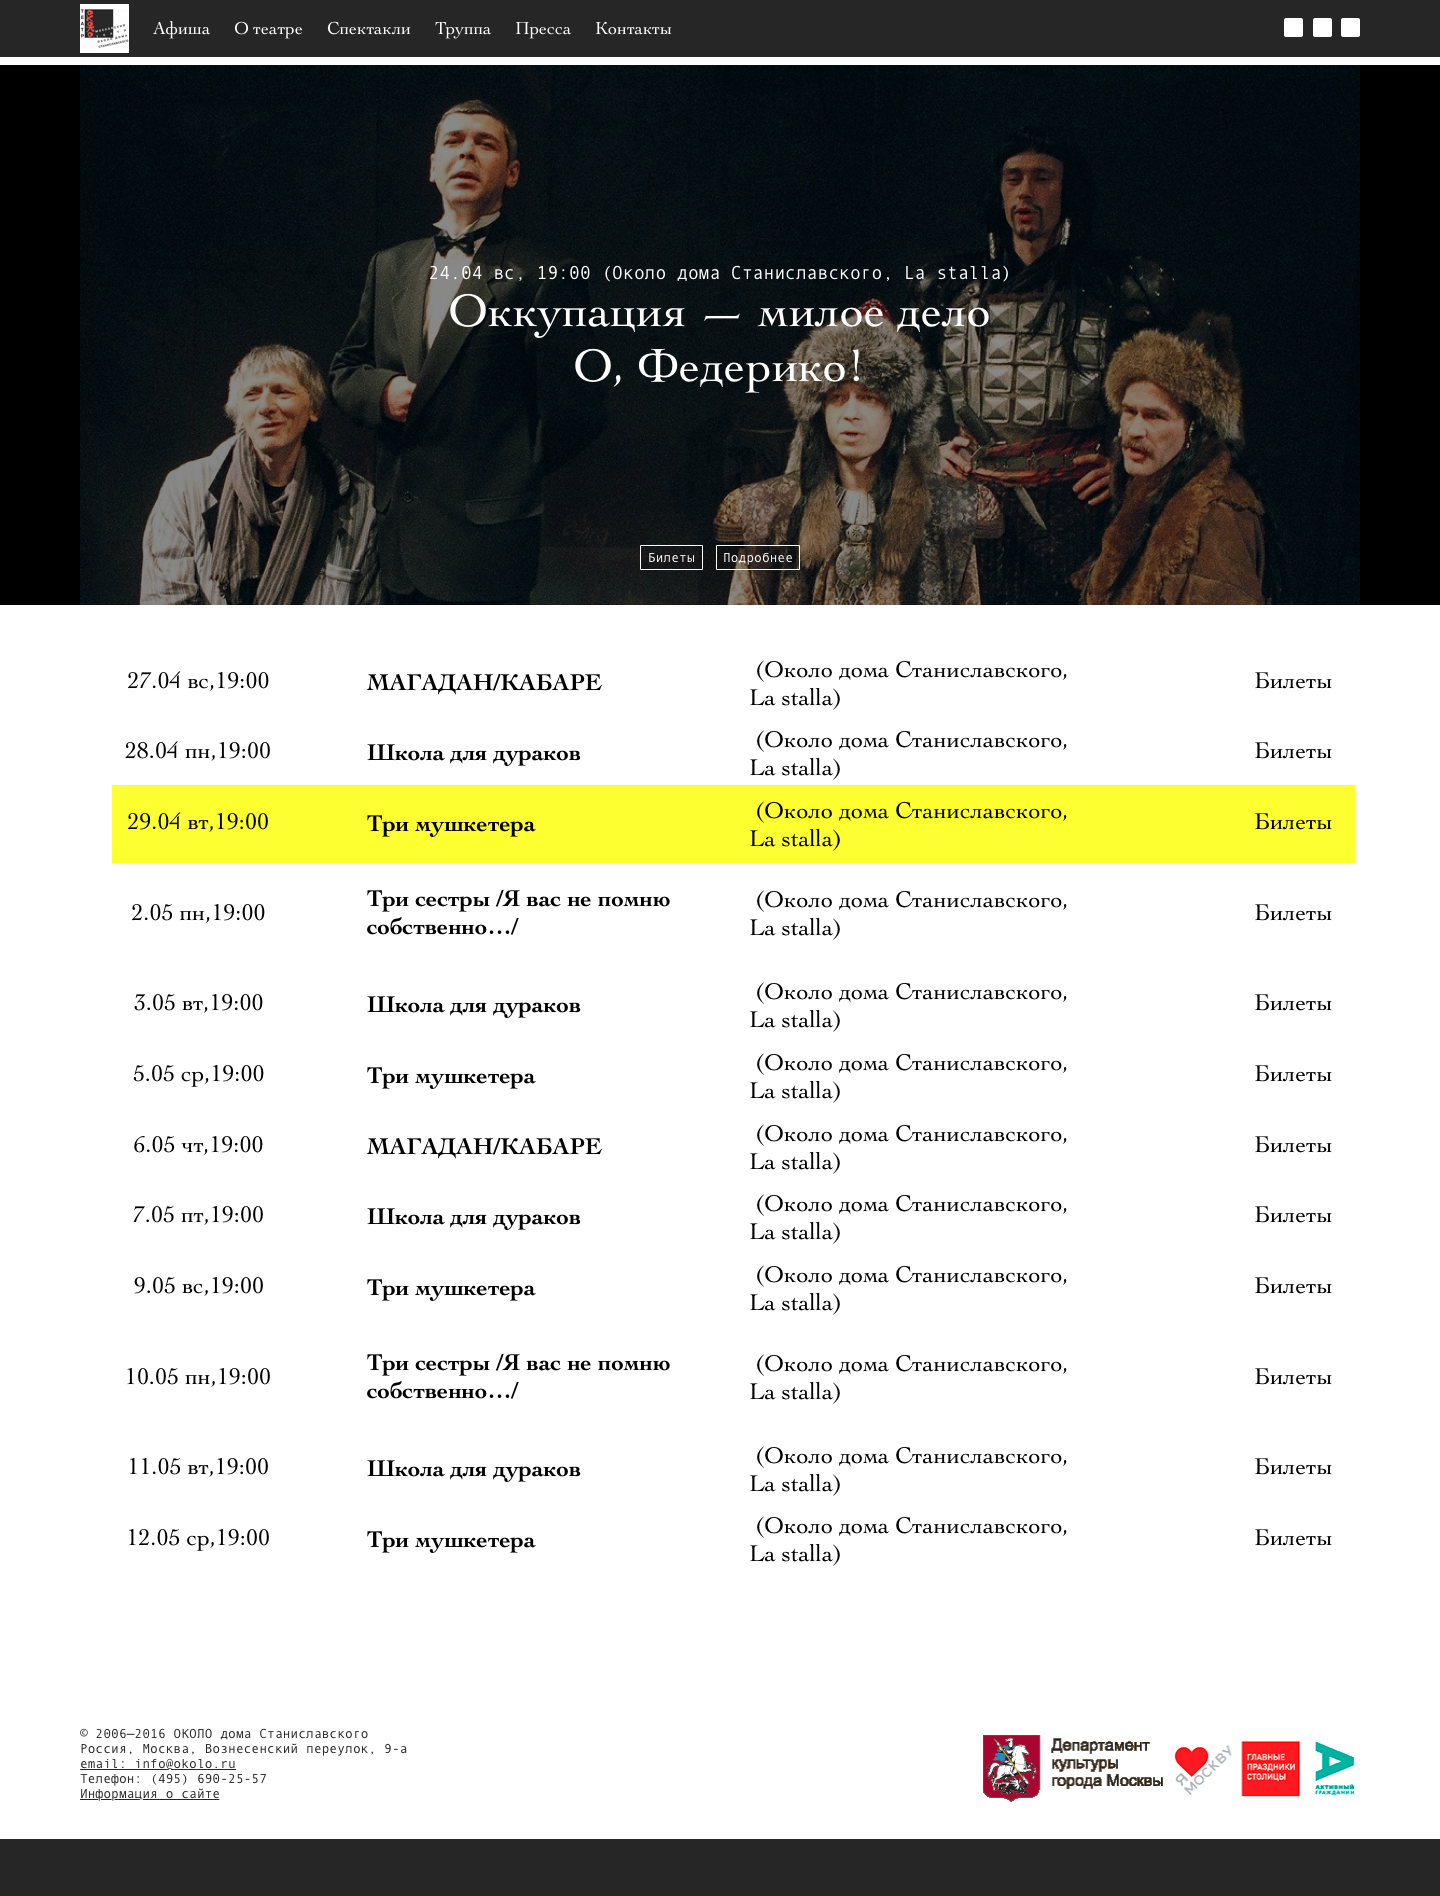 Афиша О театре Спектакли Труппа Пресса Контакты
24.04 вс, 19:00 (Около дома Станиславского, La stalla)
Оккупация — милое дело
О, Федерико!
Билеты Подробнее
27.04 вс,19:00 МАГАДАН/КАБАРЕ (Около дома Станиславского,
La stalla) Билеты
28.04 пн,19:00 Школа для дураков (Около дома Станиславского,
La stalla) Билеты
29.04 вт,19:00 Три мушкетера (Около дома Станиславского,
La stalla) Билеты
2.05 пн,19:00 Три сестры /Я вас не помню
собственно.../ (Около дома Станиславского,
La stalla) Билеты
3.05 вт,19:00 Школа для дураков (Около дома Станиславского,
La stalla) Билеты
5.05 ср,19:00 Три мушкетера (Около дома Станиславского,
La stalla) Билеты
6.05 чт,19:00 МАГАДАН/КАБАРЕ (Около дома Станиславского,
La stalla) Билеты
7.05 пт,19:00 Школа для дураков (Около дома Станиславского,
La stalla) Билеты
9.05 вс,19:00 Три мушкетера (Около дома Станиславского,
La stalla) Билеты
10.05 пн,19:00 Три сестры /Я вас не помню
собственно.../ (Около дома Станиславского,
La stalla) Билеты
11.05 вт,19:00 Школа для дураков (Около дома Станиславского,
La stalla) Билеты
12.05 ср,19:00 Три мушкетера (Около дома Станиславского,
La stalla) Билеты
© 2006—2016 ОКОЛО дома Станиславского
Россия, Москва, Вознесенский переулок, 9-а
email: info@okolo.ru
Телефон: (495) 690-25-57
Информация о сайте
Департамент
культуры
города Москвы
Я МОСКВУ
ГЛАВНЫЕ
ПРАЗДНИКИ
СТОЛИЦЫ
АКТИВНЫЙ
ГРАЖДАНИН